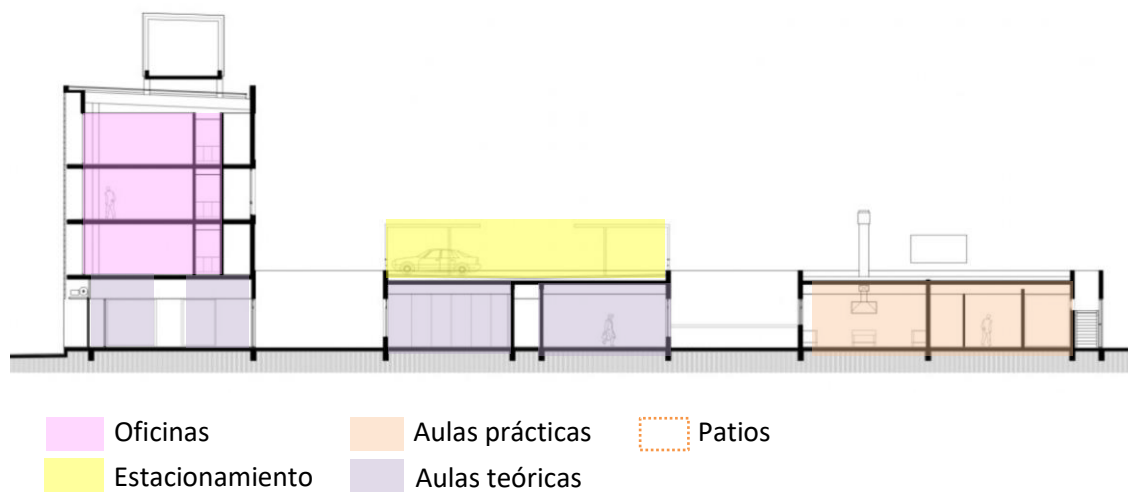 Oficinas
Aulas prácticas
Patios
Estacionamiento
Aulas teóricas